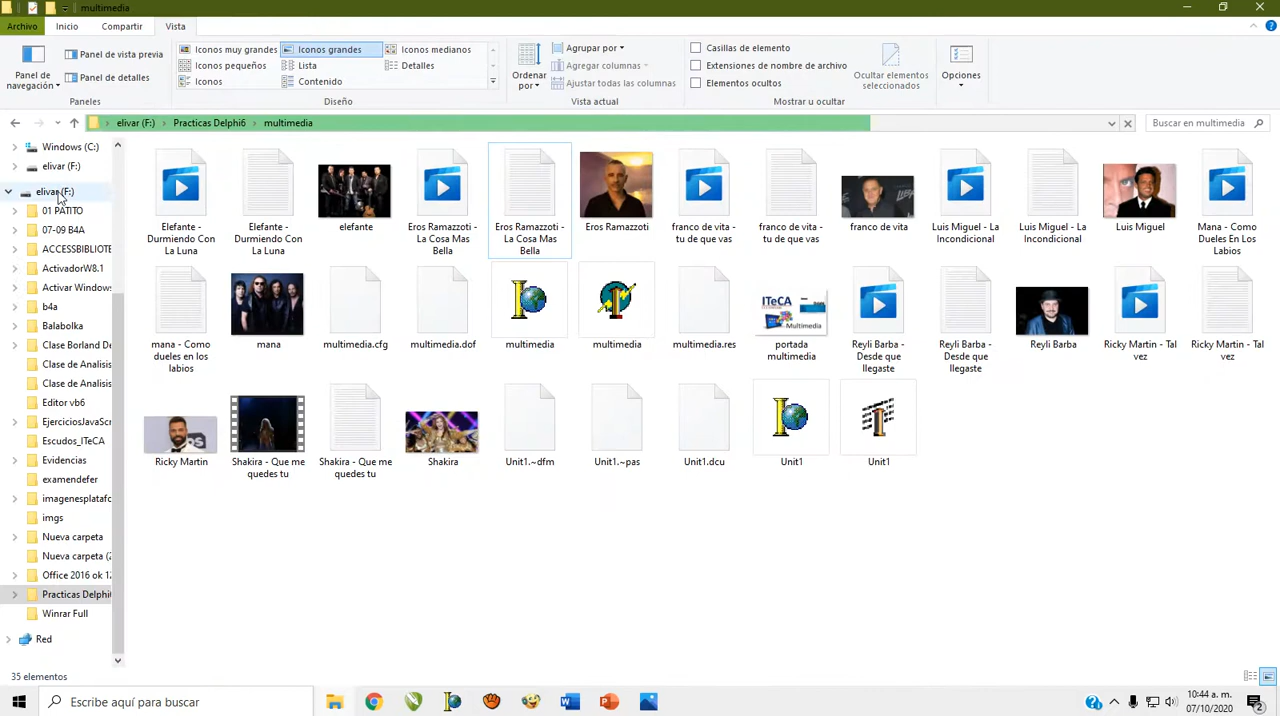 multimedia
Archivo Inicio Compartir Vista
Panel de navegación
Panel de vista previa
Panel de detalles
Paneles
Iconos muy grandes Iconos grandes Iconos medianos
Iconos pequeños Lista Detalles
Iconos Contenido
Diseño
Ordenar por
Agrupar por
Agregar columnas
Ajustar todas las columnas
Vista actual
Casillas de elemento
Extensiones de nombre de archivo
Elementos ocultos
Ocultar elementos seleccionados
Mostrar u ocultar
Opciones
elivar (F:) > Practicas Delphi6 > multimedia
Buscar en multimedia
Windows (C:)
elivar (F:)
elivar (F:)
01 PATITO
07-09 B4A
ACCESSBIBLIOTE
ActivadorW8.1
Activar Windows
b4a
Balabolka
Clase Borland De
Clase de Analisis
Clase de Analisis
Editor vb6
EjerciciosJavaScr
Escudos_ITeCA
Evidencias
examendefer
imagenesplatafo
imgs
Nueva carpeta
Nueva carpeta (2
Office 2016 ok 12
Practicas Delphi6
Winrar Full
Red
Elefante - Durmiendo Con La Luna
Elefante - Durmiendo Con La Luna
elefante
Eros Ramazzoti - La Cosa Mas Bella
Eros Ramazzoti - La Cosa Mas Bella
Eros Ramazzoti
franco de vita - tu de que vas
franco de vita - tu de que vas
franco de vita
Luis Miguel - La Incondicional
Luis Miguel - La Incondicional
Luis Miguel
Mana - Como Dueles En Los Labios
mana - Como dueles en los labios
mana
multimedia.cfg
multimedia.dof
multimedia
multimedia
multimedia.res
ITeCA
Multimedia
portada multimedia
Reyli Barba - Desde que llegaste
Reyli Barba - Desde que llegaste
Reyli Barba
Ricky Martin - Tal vez
Ricky Martin - Tal vez
Ricky Martin
Shakira - Que me quedes tu
Shakira - Que me quedes tu
Shakira
Unit1.~dfm
Unit1.~pas
Unit1.dcu
Unit1
Unit1
35 elementos
Escribe aquí para buscar
10:44 a. m.
07/10/2020
2